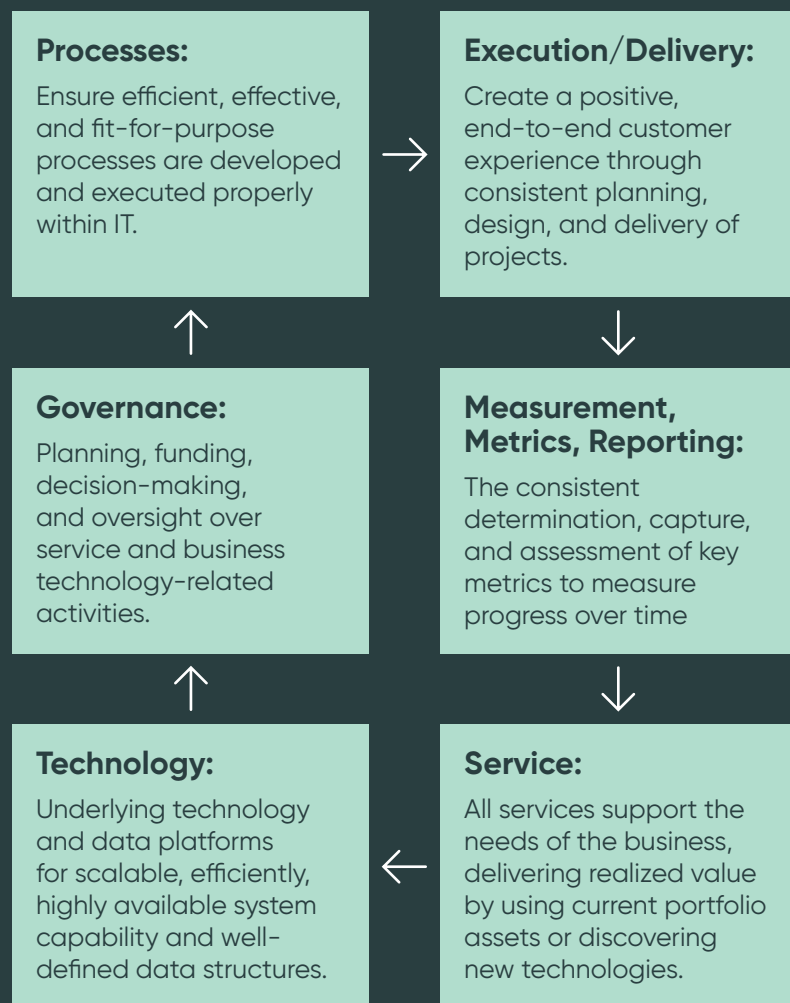 Processes:
Ensure efficient, effective,
and fit-for-purpose
processes are developed
and executed properly
within IT.
Execution/Delivery:
Create a positive,
end-to-end customer
experience through
consistent planning,
design, and delivery of
projects.
Governance:
Planning, funding,
decision-making,
and oversight over
service and business
technology-related
activities.
Measurement,
Metrics, Reporting:
The consistent
determination, capture,
and assessment of key
metrics to measure
progress over time
Technology:
Underlying technology
and data platforms
for scalable, efficiently,
highly available system
capability and well-
defined data structures.
Service:
All services support the
needs of the business,
delivering realized value
by using current portfolio
assets or discovering
new technologies.